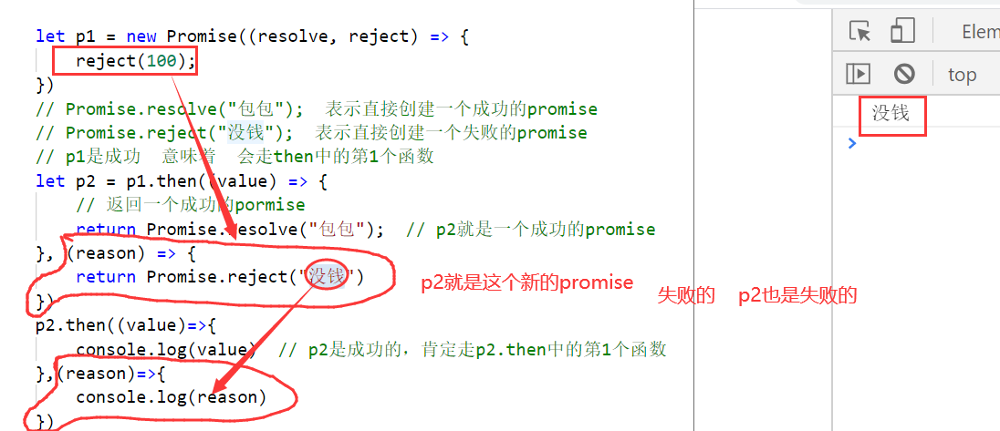 let p1 = new Promise((resolve, reject) => {
reject(100);
})
// Promise.resolve("包包"); 表示直接创建一个成功的promise
// Promise.reject("没钱"); 表示直接创建一个失败的promise
// p1是成功 意味着 会走then中的第1个函数
let p2 = p1.then((value) => {
// 返回一个成功的pormise
return Promise.resolve("包包"); // p2就是一个成功的promise
}, (reason) => {
return Promise.reject("没钱")
})
p2就是这个新的promise 失败的 p2也是失败的
p2.then((value)=>{
console.log(value) // p2是成功的，肯定走p2.then中的第1个函数
},(reason)=>{
console.log(reason)
})
Elem
top
没钱